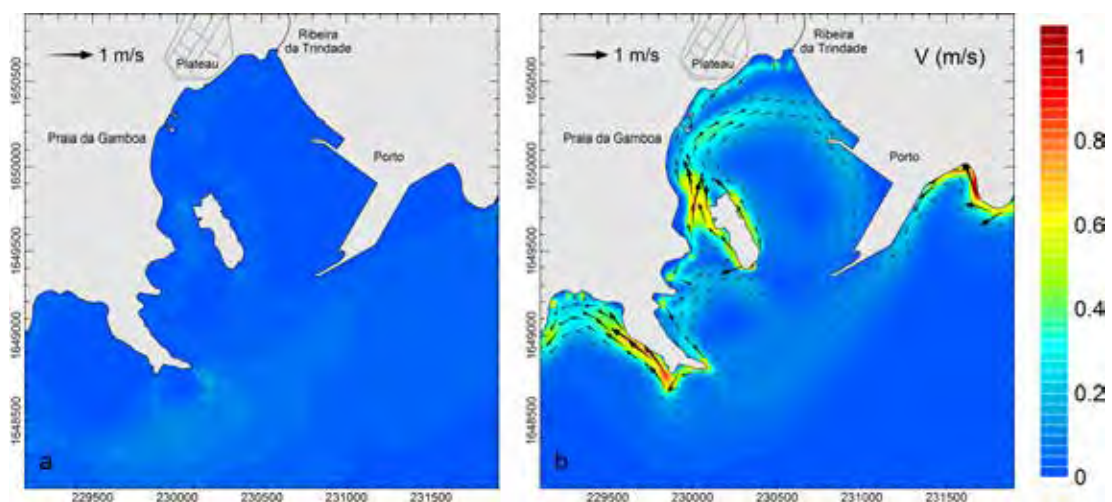 1 m/s
Plateau
Ribeira
da Trindade
Praia da Gamboa
Porto
1650500
1650000
1649500
1649000
1648500
a
229500
230000
230500
231000
231500
1 m/s
Plateau
Ribeira
da Trindade
V (m/s)
Praia da Gamboa
Porto
1650500
1650000
1649500
1649000
1648500
b
229500
230000
230500
231000
231500
1
0.8
0.6
0.4
0.2
0